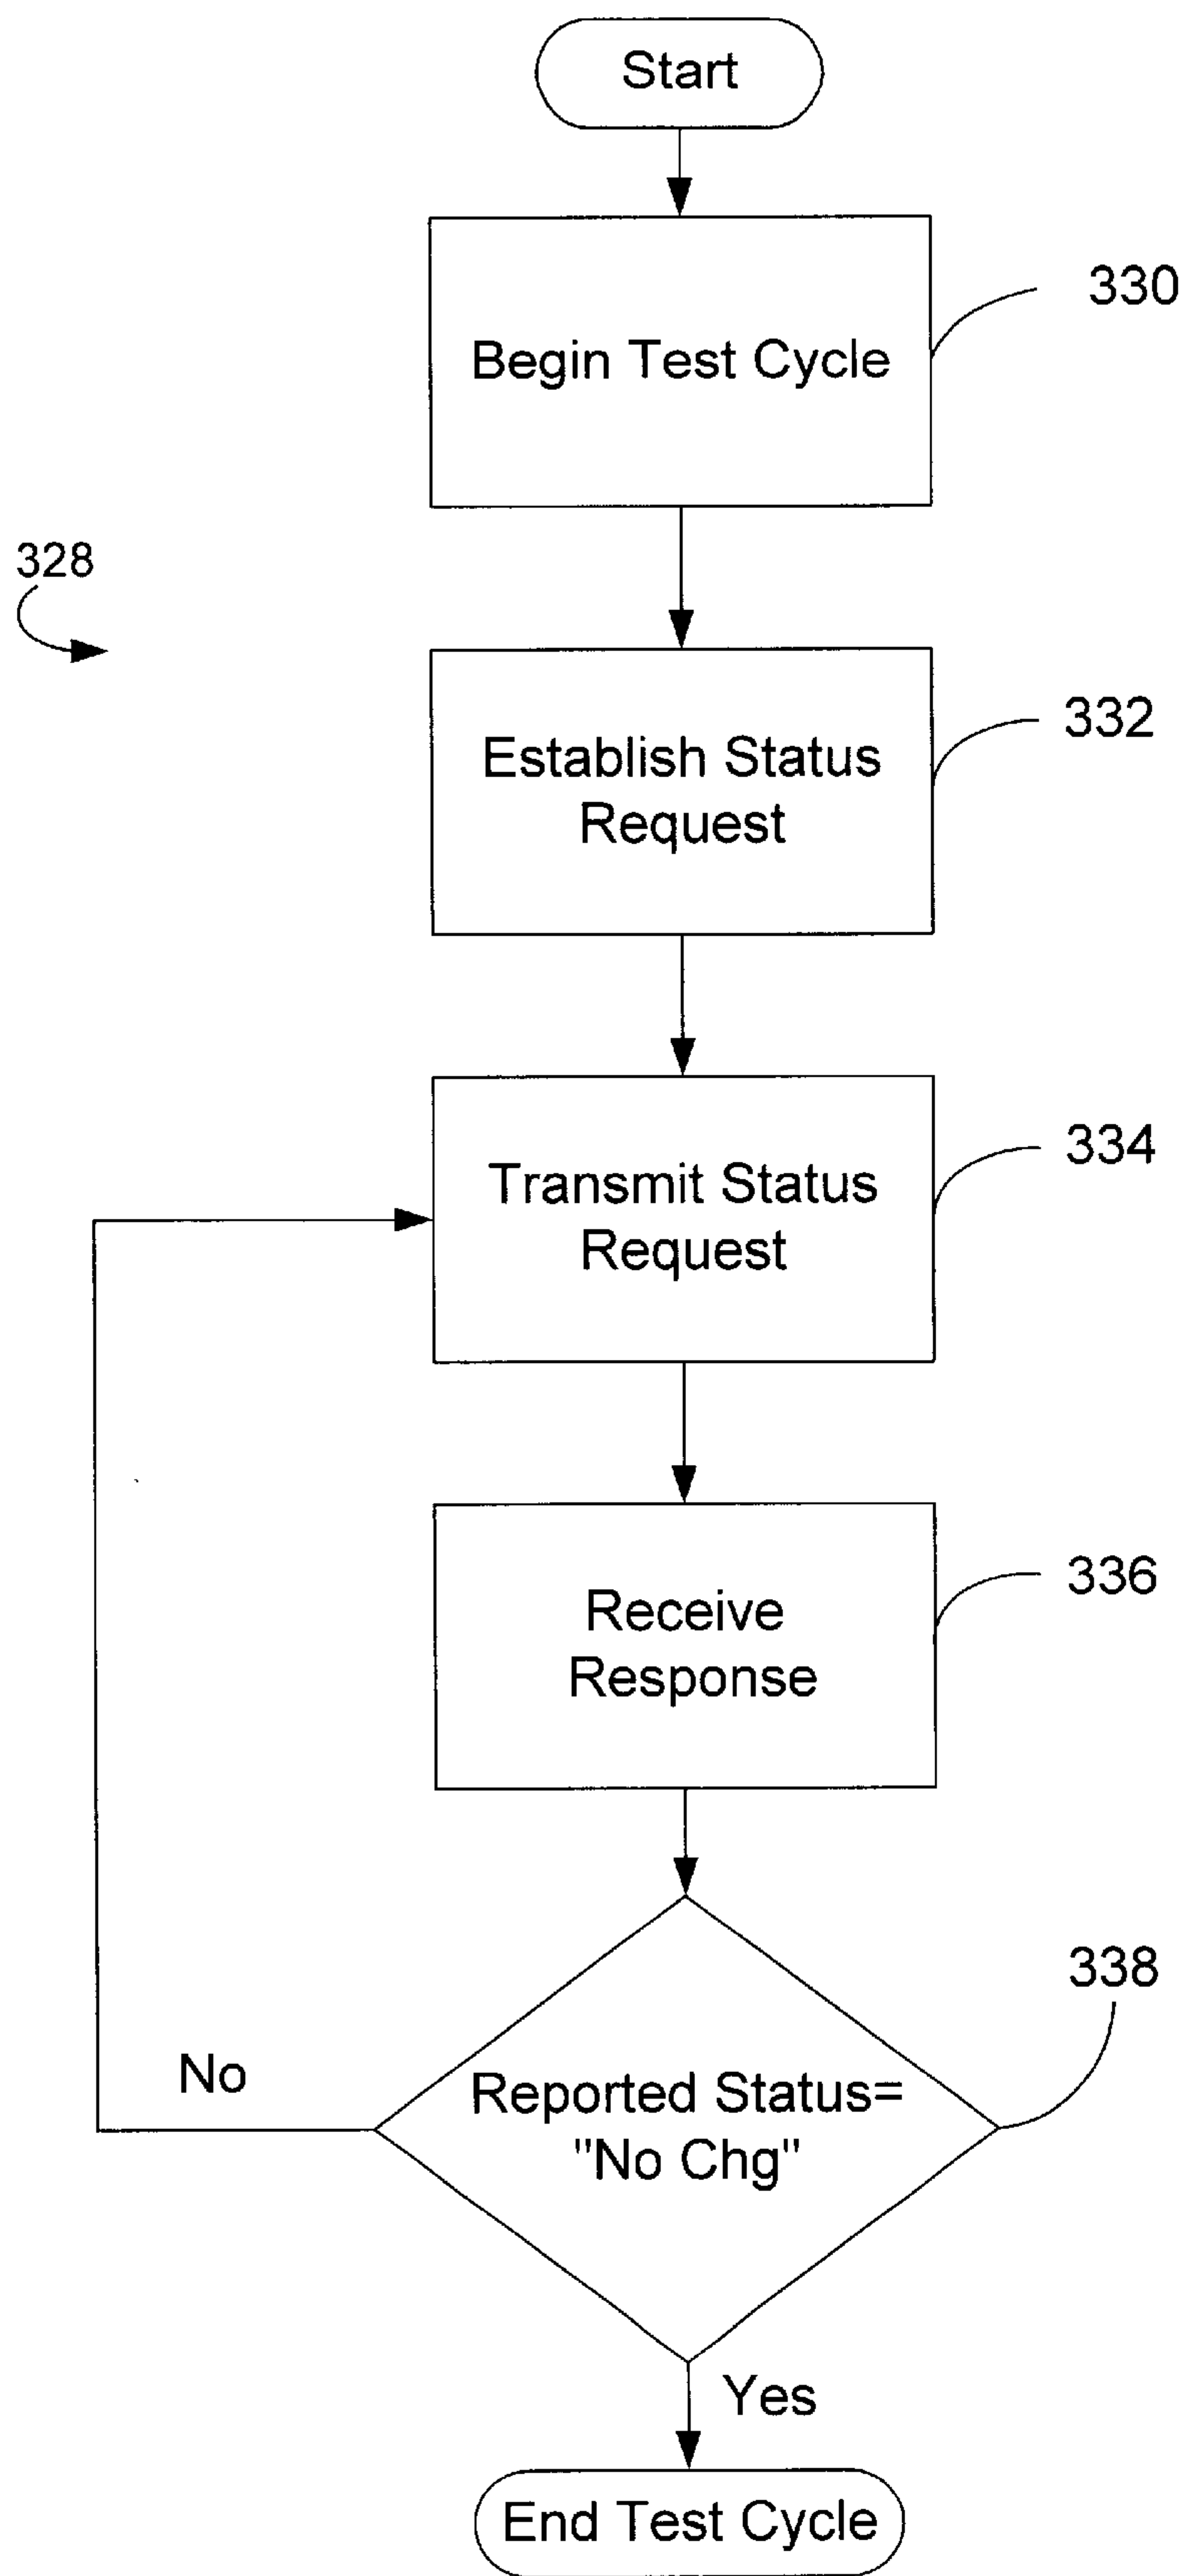 Start
330
Begin Test Cycle
328
332
Establish Status
Request
334
Transmit Status
Request
336
Receive
Response
338
No
Reported Status=
"No Chg"
Yes
End Test Cycle